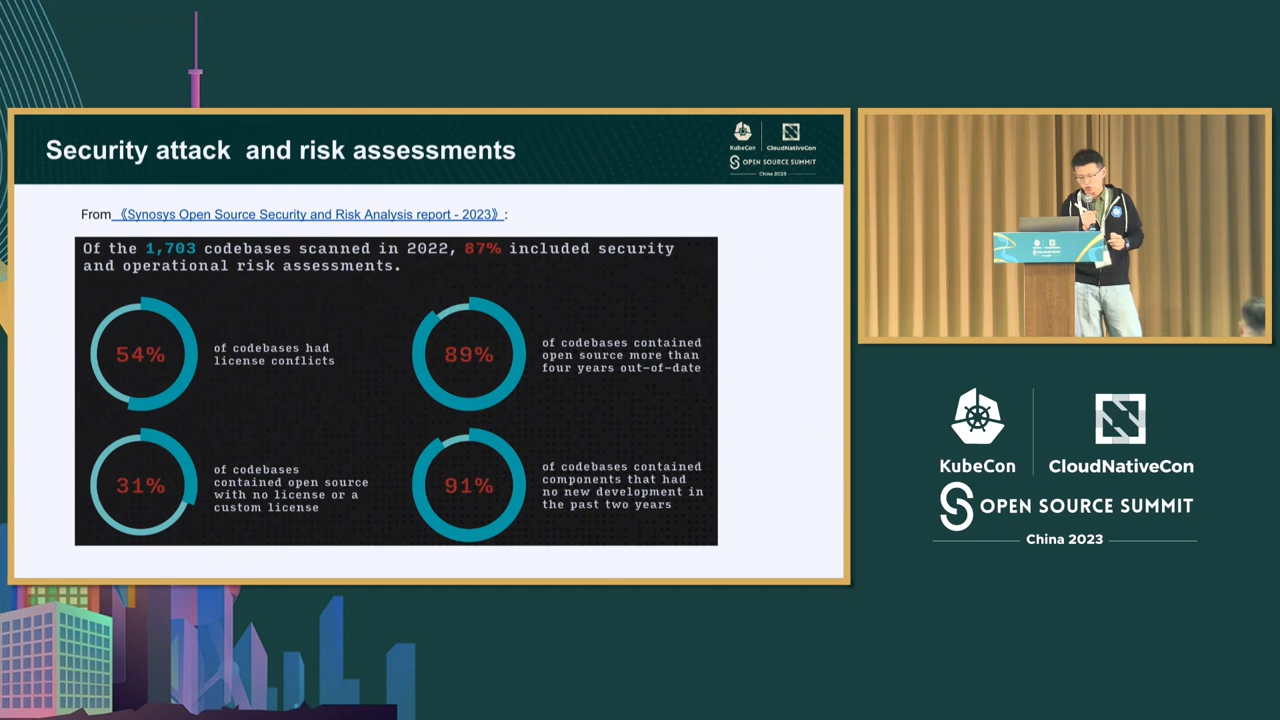 Security attack  and risk assessments
KubeCon
CloudNativeCon
OPEN SOURCE SUMMIT
China 2023
From 《Synosys Open Source Security and Risk Analysis report - 2023》 :
Of the 1,703 codebases scanned in 2022, 87% included security
and operational risk assessments.
54%
of codebases had
license conflicts
89%
of codebases contained
open source more than
four years out-of-date
31%
of codebases
contained open source
with no license or a
custom license
91%
of codebases contained
components that had
no new development in
the past two years
KubeCon
CloudNativeCon
OPEN SOURCE SUMMIT
China 2023